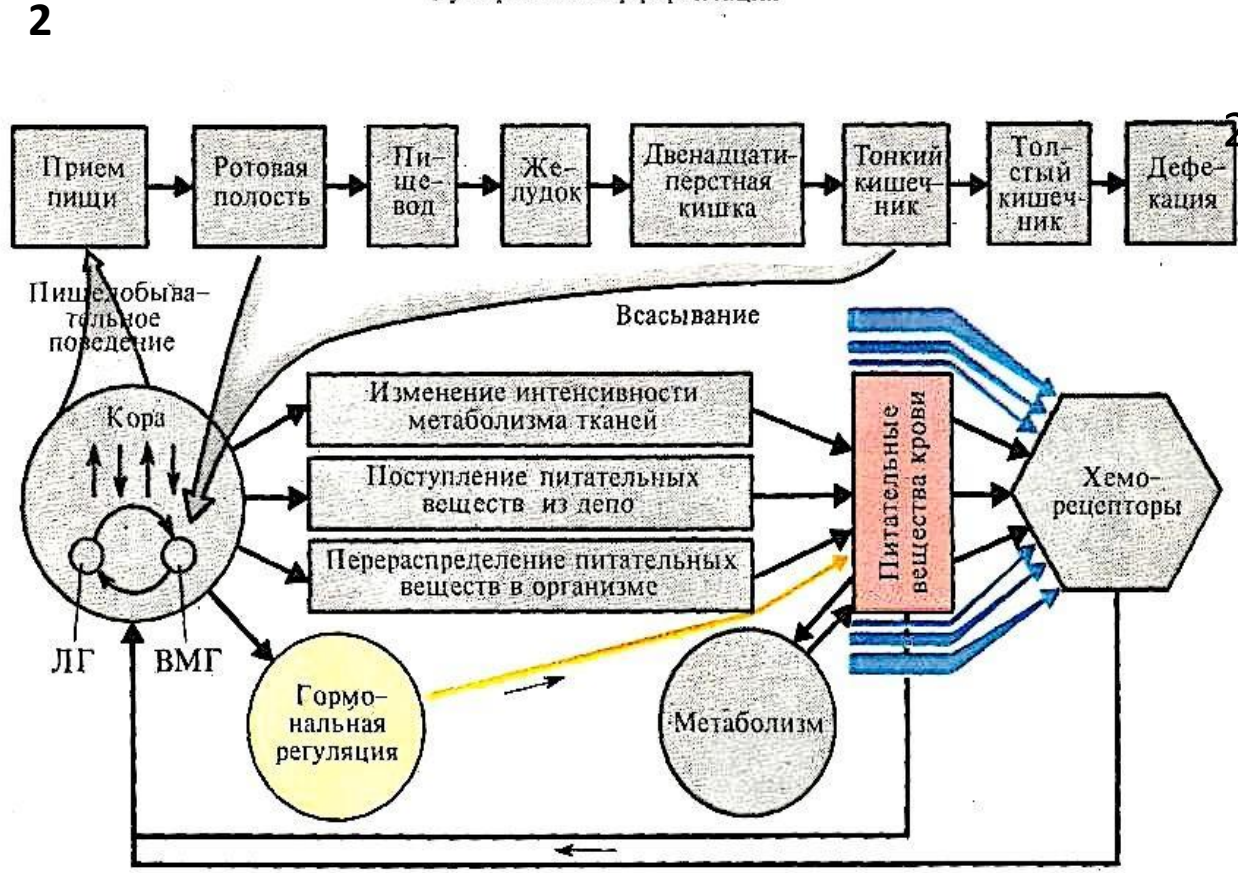 2
Прием
пищи
Ротовая
полость
Пи-
ще-
вод
Же-
лудок
Двенадцати-
перстная
кишка
Тонкий
кишеч-
ник
Тол-
стый
кишеч-
ник
Дефе-
кация
2
Пищедобыва-
тельное
поведение
Всасывание
Кора
Изменение интенсивности
метаболизма тканей
Поступление питательных
веществ из депо
Перераспределение питательных
веществ в организме
Питательные
вещества крови
Хемо-
рецепторы
ЛГ
ВМГ
Гормо-
нальная
регуляция
Метаболизм